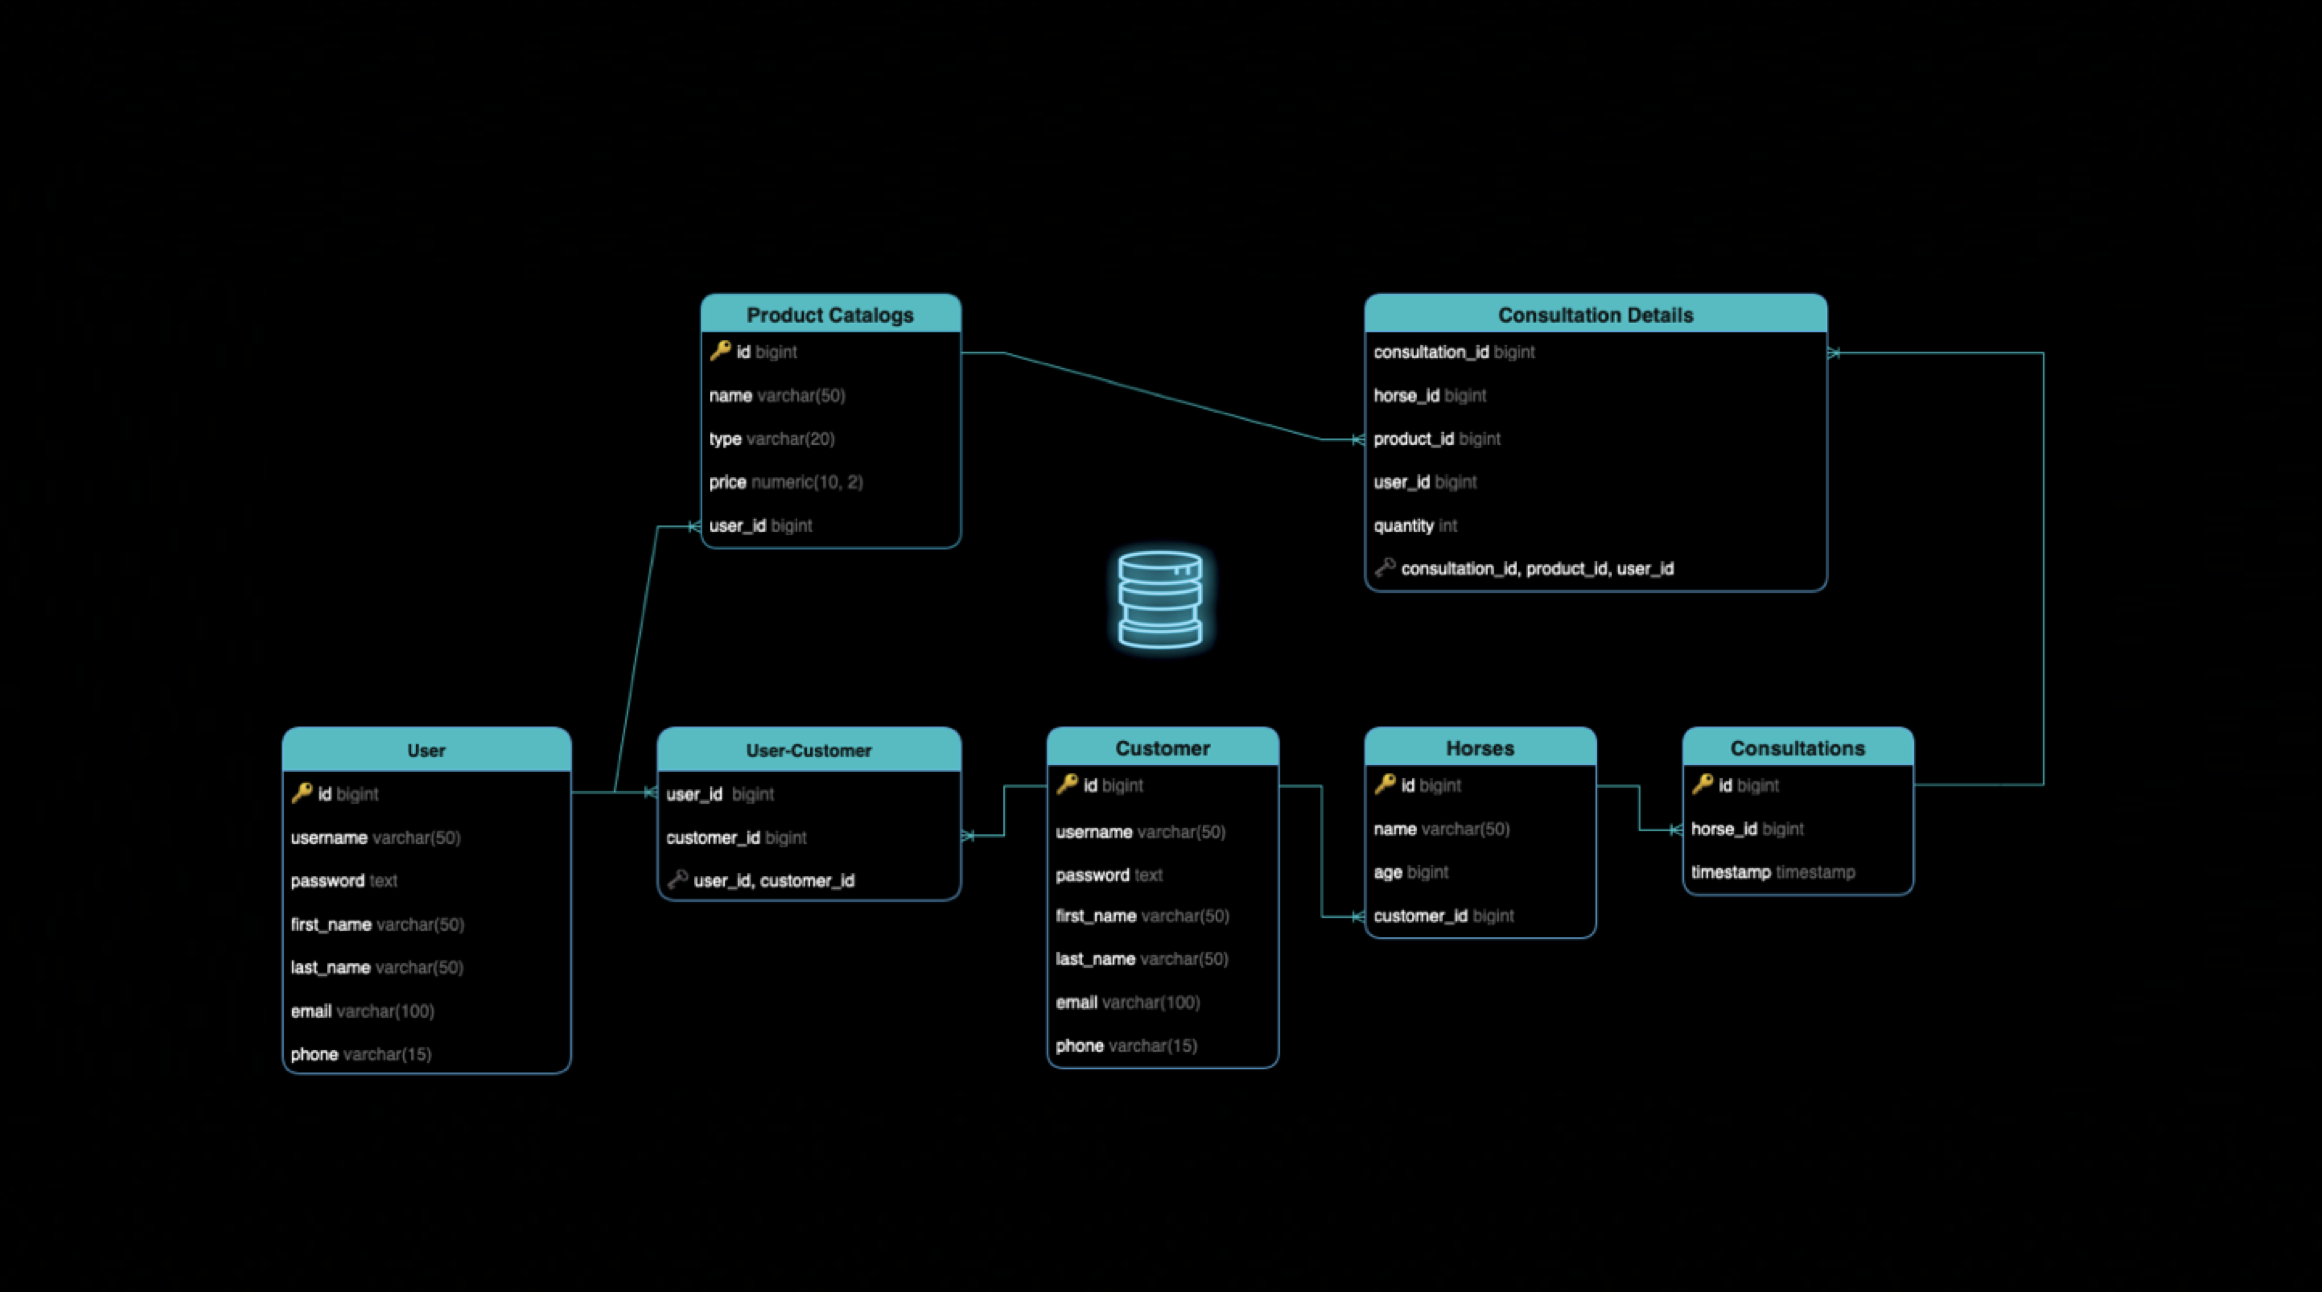 Product Catalogs
id bigint
name varchar(50)
type varchar(20)
price numeric(10, 2)
user_id bigint
Consultation Details
consultation_id bigint
horse_id bigint
product_id bigint
user_id bigint
quantity int
consultation_id, product_id, user_id
User
id bigint
username varchar(50)
password text
first_name varchar(50)
last_name varchar(50)
email varchar(100)
phone varchar(15)
User-Customer
user_id bigint
customer_id bigint
user_id, customer_id
Customer
id bigint
username varchar(50)
password text
first_name varchar(50)
last_name varchar(50)
email varchar(100)
phone varchar(15)
Horses
id bigint
name varchar(50)
age bigint
customer_id bigint
Consultations
id bigint
horse_id bigint
timestamp timestamp